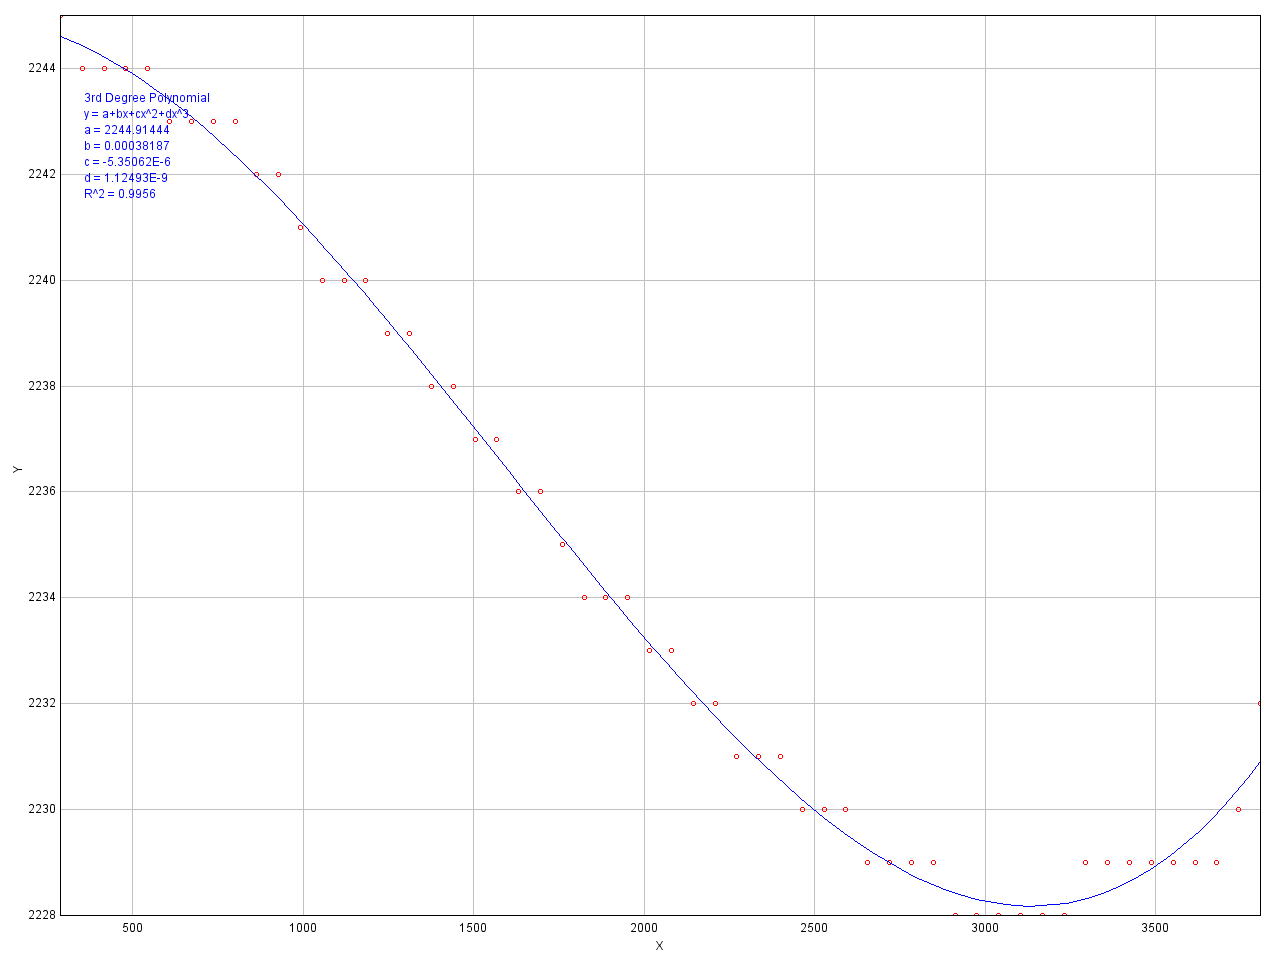 3rd Degree Polynomial
y = a+bx+cx^2+dx^3
a = 2244.91444
b = 0.00038187
c = -5.35062E-6
d = 1.12493E-9
R^2 = 0.9956
2244
2242
2240
2238
2236
2234
2232
2230
2228
Y
500 1000 1500 2000 2500 3000 3500
X